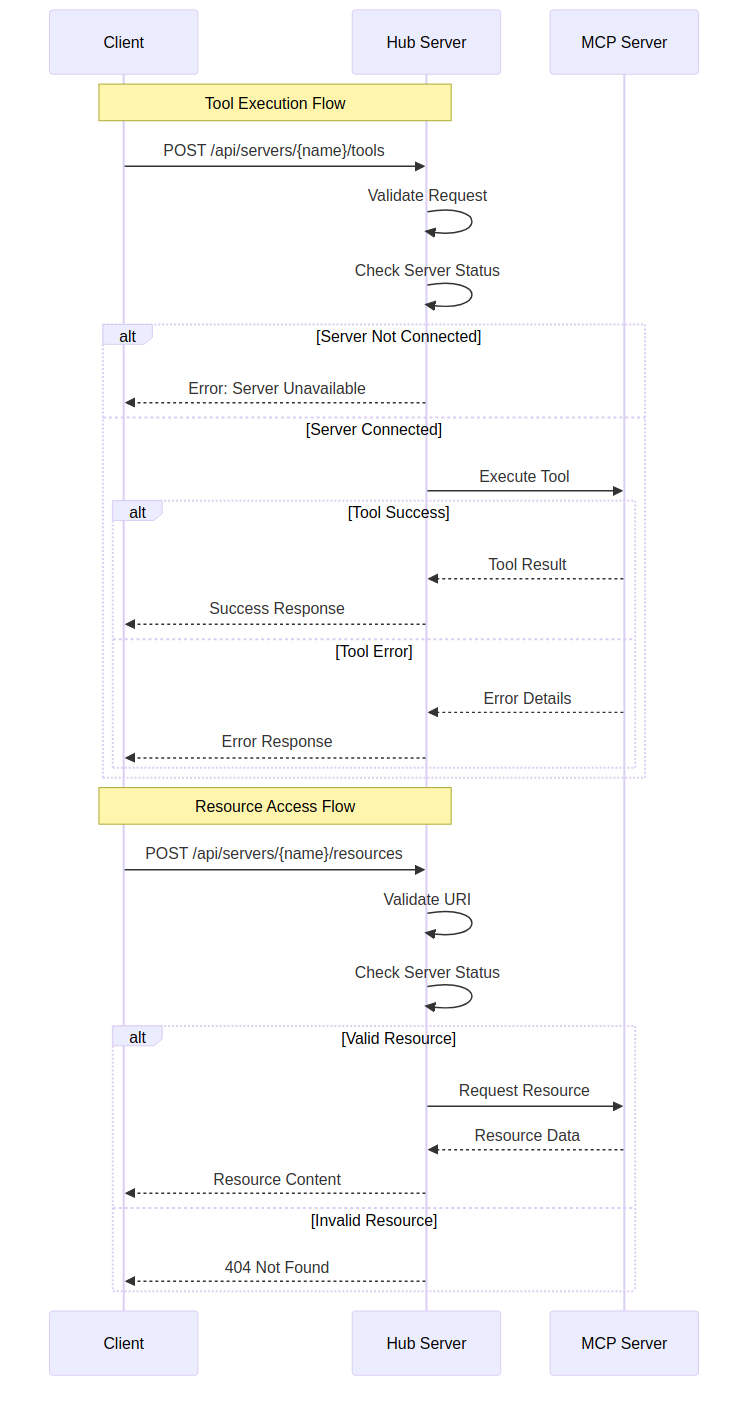 Client
Hub Server
MCP Server
Tool Execution Flow
POST /api/servers/{name}/tools
Validate Request
Check Server Status
alt
[Server Not Connected]
Error: Server Unavailable
[Server Connected]
Execute Tool
alt
[Tool Success]
Tool Result
Success Response
[Tool Error]
Error Details
Error Response
Resource Access Flow
POST /api/servers/{name}/resources
Validate URI
Check Server Status
alt
[Valid Resource]
Request Resource
Resource Data
Resource Content
[Invalid Resource]
404 Not Found
Client
Hub Server
MCP Server